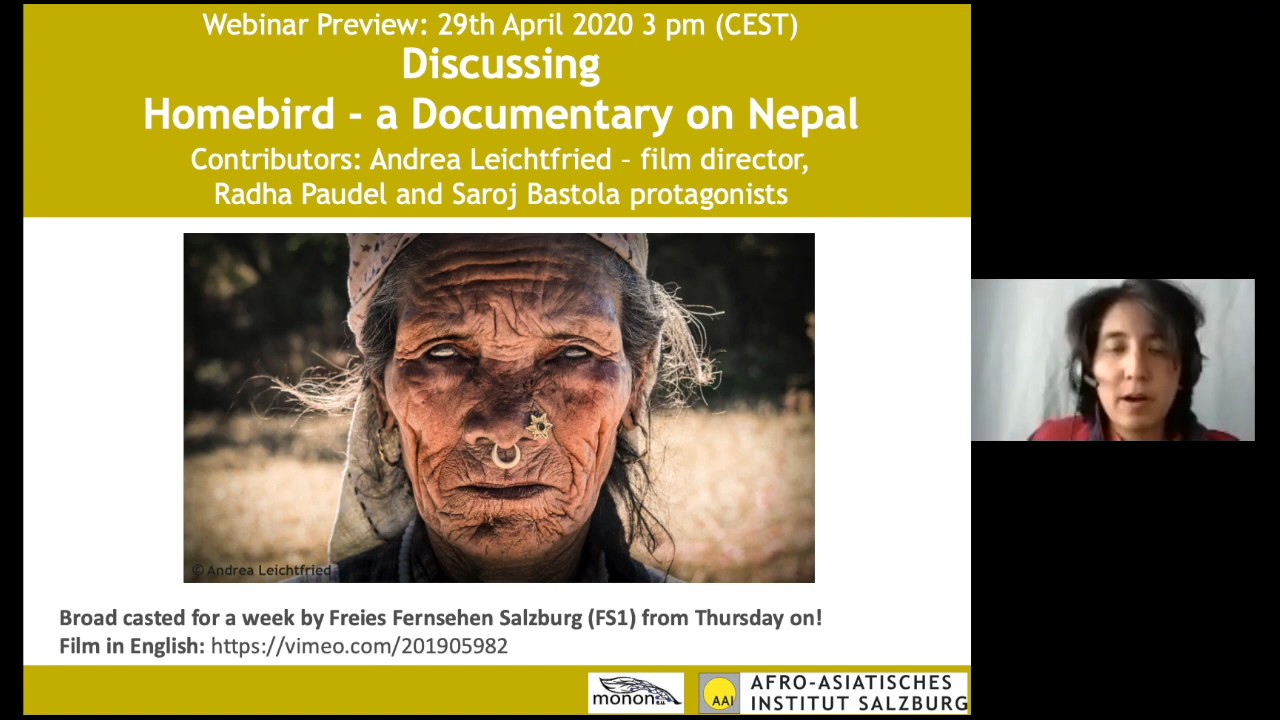 Webinar Preview: 29th April 2020 3 pm (CEST)
Discussing
Homebird - a Documentary on Nepal
Contributors: Andrea Leichtfried – film director,
Radha Paudel and Saroj Bastola protagonists
© Andrea Leichtfried
Broad casted for a week by Freies Fernsehen Salzburg (FS1) from Thursday on!
Film in English: https://vimeo.com/201905982
monon
AAI
AFRO-ASIATISCHES
INSTITUT SALZBURG